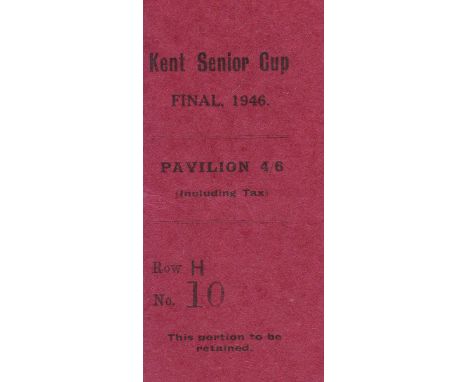 Kent Senior Cup
FINAL, 1946.
PAVILION 4/6
(Including Tax)
Row H
No. 10
This portion to be
retained.